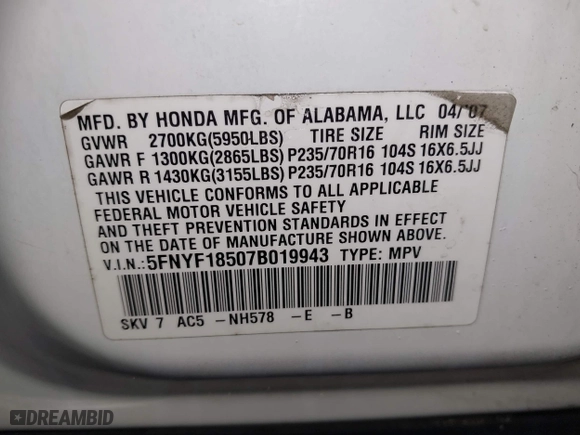 MFD. BY HONDA MFG. OF ALABAMA, LLC 04/'07
GVWR 2700KG(5950LBS) TIRE SIZE RIM SIZE
GAWR F 1300KG(2865LBS) P235/70R16 104S 16X6.5JJ
GAWR R 1430KG(3155LBS) P235/70R16 104S 16X6.5JJ
THIS VEHICLE CONFORMS TO ALL APPLICABLE
FEDERAL MOTOR VEHICLE SAFETY
AND THEFT PREVENTION STANDARDS IN EFFECT
ON THE DATE OF MANUFACTURE SHOWN ABOVE.
V.I.N.: 5FNYF18507B019943 TYPE: MPV
SKV 7 AC5 -NH578 -E -B
DREAMBID